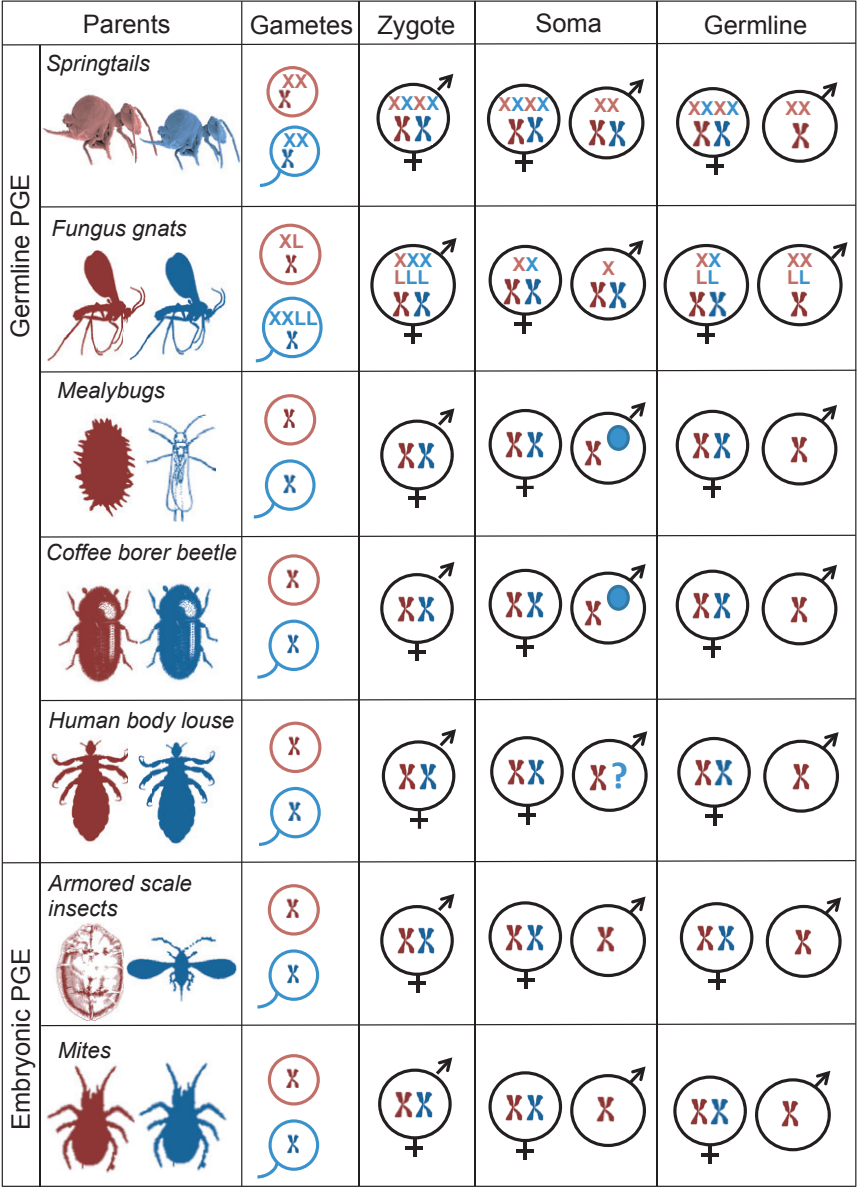 Parents Gametes Zygote Soma Germline
Germline PGE
Springtails
XX
XX
XXXX
XXXX
XX
XXXX
XX
Fungus gnats
XL
XXLL
XXX
LLL
XX
X
XX
LL
XX
LL
Mealybugs
Coffee borer beetle
Human body louse
?
Embryonic PGE
Armored scale
insects
Mites